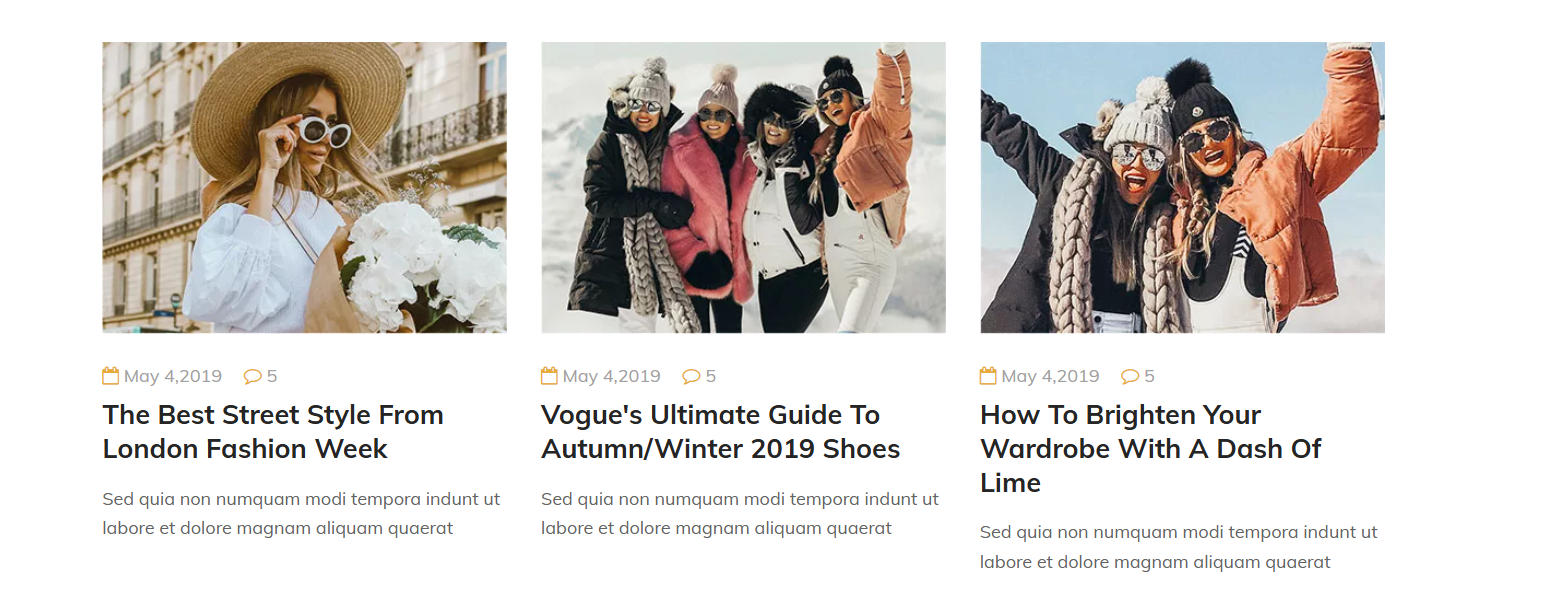 May 4,2019 5
The Best Street Style From
London Fashion Week
Sed quia non numquam modi tempora indunt ut
labore et dolore magnam aliquam quaerat
May 4,2019 5
Vogue's Ultimate Guide To
Autumn/Winter 2019 Shoes
Sed quia non numquam modi tempora indunt ut
labore et dolore magnam aliquam quaerat
May 4,2019 5
How To Brighten Your
Wardrobe With A Dash Of
Lime
Sed quia non numquam modi tempora indunt ut
labore et dolore magnam aliquam quaerat